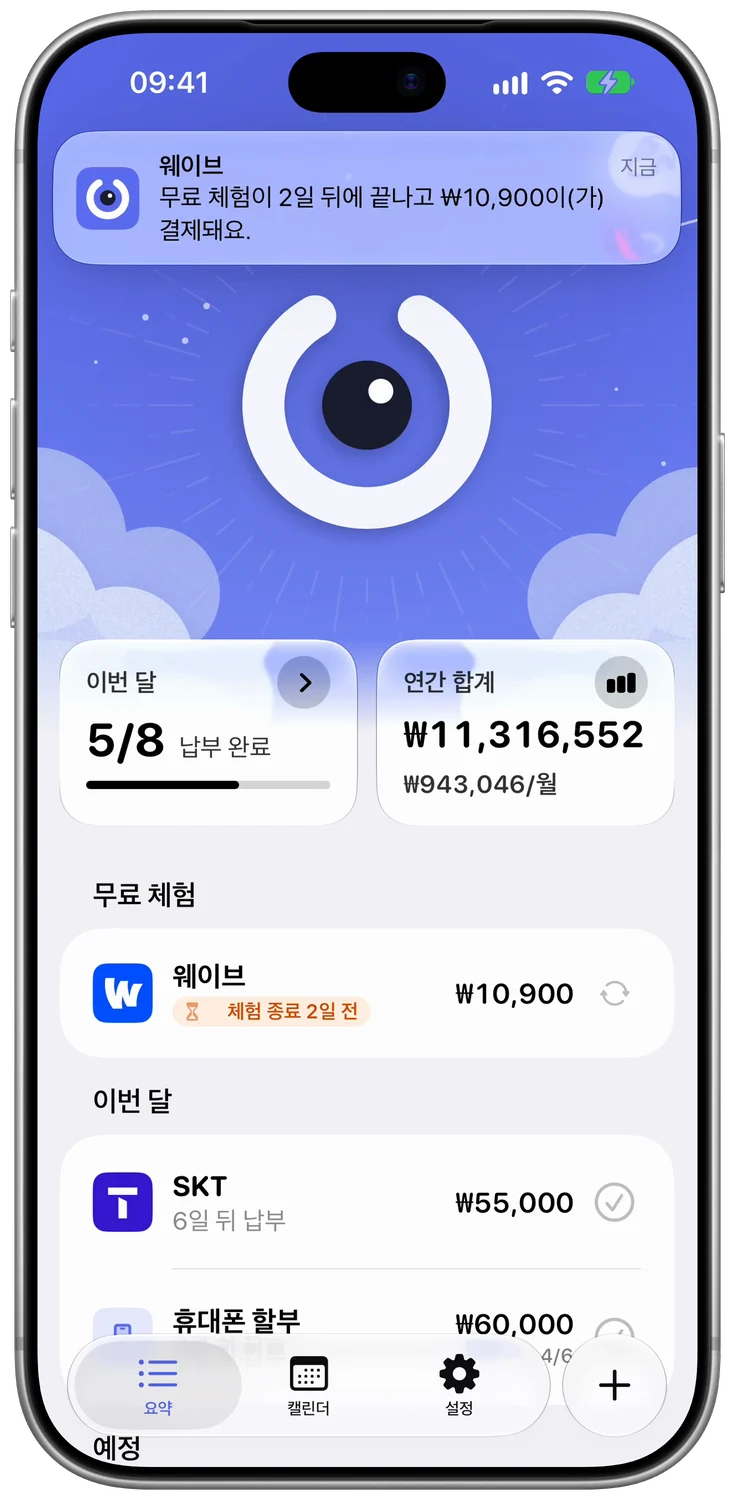 09:41
웨이브
지금
무료 체험이 2일 뒤에 끝나고 ₩10,900이(가)
결제돼요.
이번 달
5/8 납부 완료
연간 합계
₩11,316,552
₩943,046/월
무료 체험
웨이브
체험 종료 2일 전
₩10,900
이번 달
SKT
6일 뒤 납부
₩55,000
휴대폰 할부
₩60,000
4/6
요약
캘린더
설정
예정